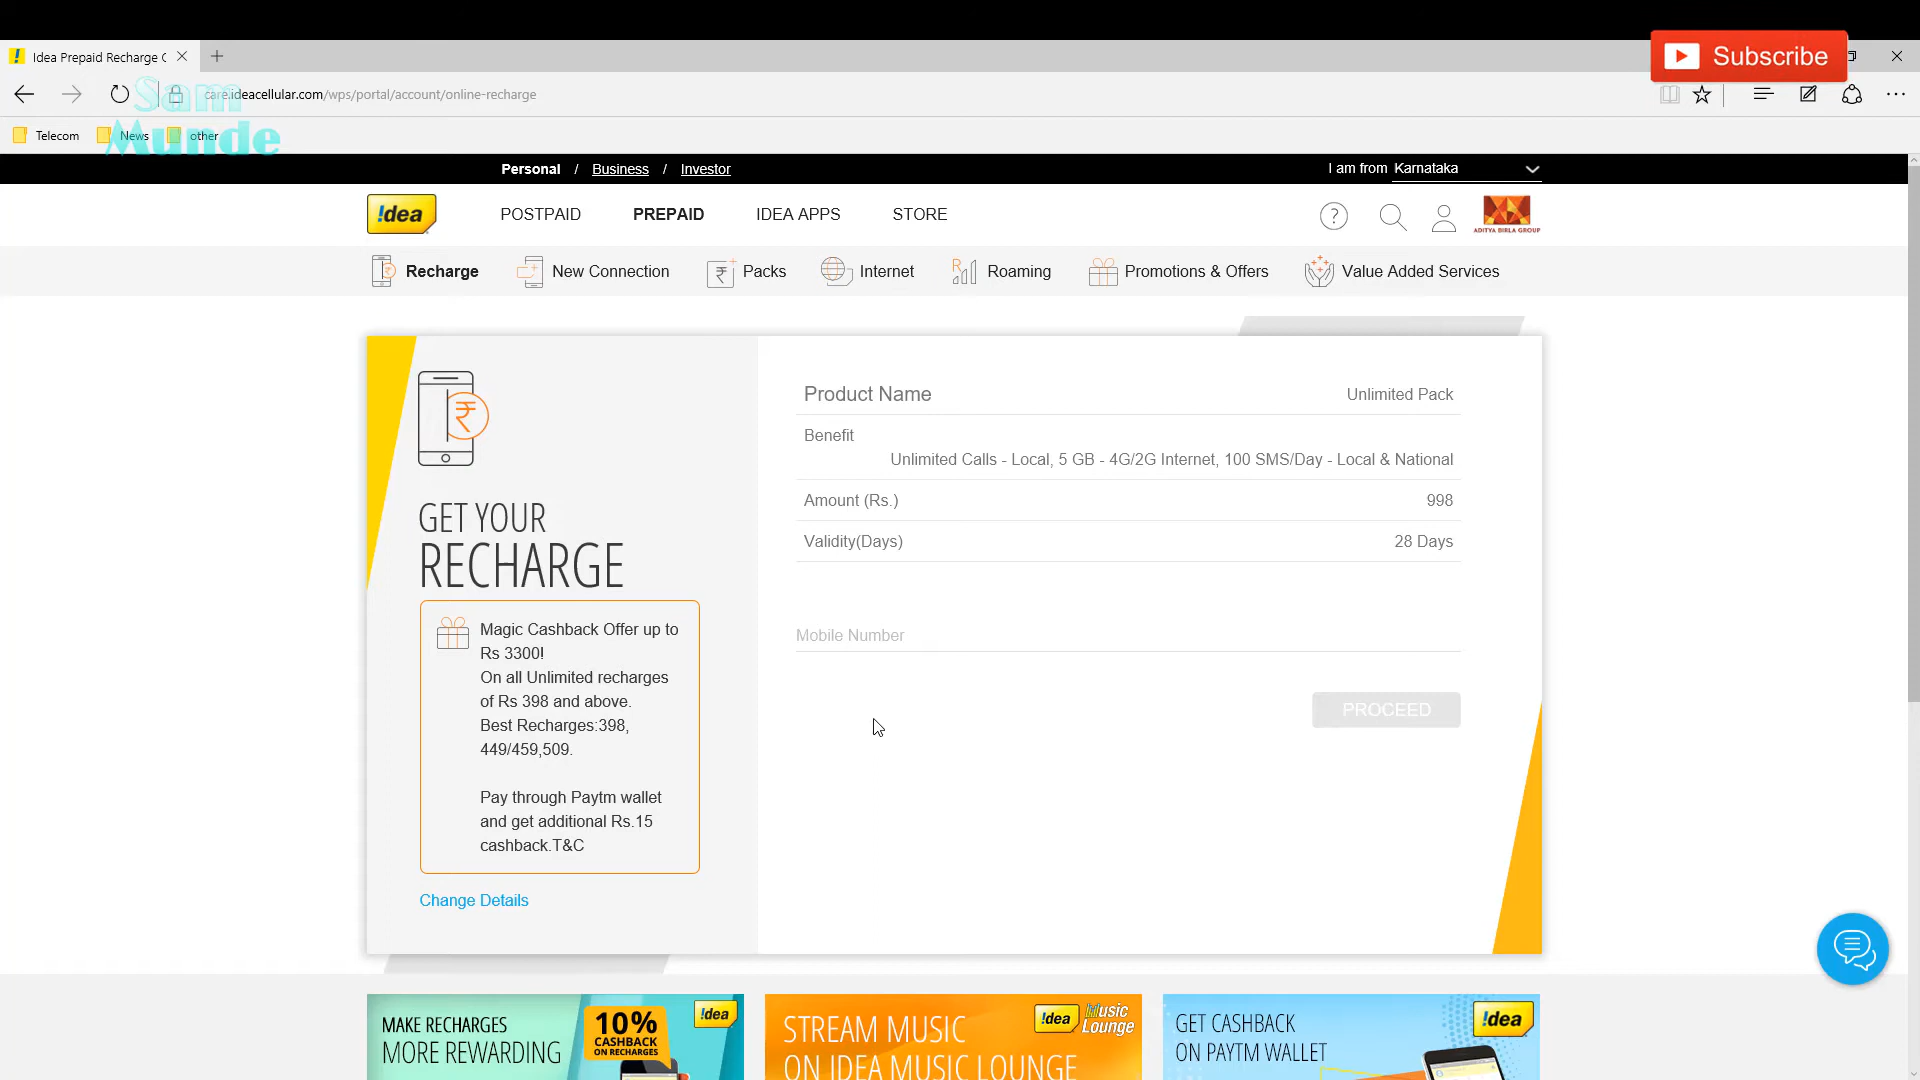 Idea Prepaid Recharge C
Subscribe
care.ideacellular.com/wps/portal/account/online-recharge
Sam
Munde
Telecom
News
other
Personal / Business / Investor
I am from Karnataka
!dea
POSTPAID
PREPAID
IDEA APPS
STORE
?
ADITYA BIRLA GROUP
Recharge
New Connection
Packs
Internet
Roaming
Promotions & Offers
Value Added Services
GET YOUR
RECHARGE
Magic Cashback Offer up to
Rs 3300!
On all Unlimited recharges
of Rs 398 and above.
Best Recharges:398,
449/459,509.
Pay through Paytm wallet
and get additional Rs.15
cashback.T&C
Change Details
Product Name Unlimited Pack
Benefit
Unlimited Calls - Local, 5 GB - 4G/2G Internet, 100 SMS/Day - Local & National
Amount (Rs.) 998
Validity(Days) 28 Days
Mobile Number
PROCEED
MAKE RECHARGES
MORE REWARDING
10%
CASHBACK
ON RECHARGES
!dea
STREAM MUSIC
ON IDEA MUSIC LOUNGE
!dea Music
Lounge
GET CASHBACK
ON PAYTM WALLET
!dea